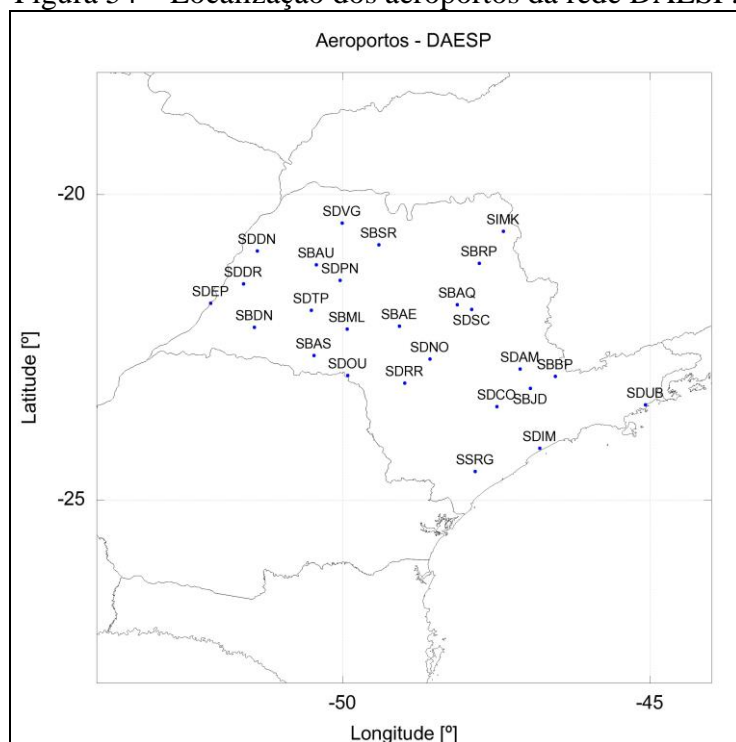 Figura 54 – Localização dos aeroportos da rede DAESP.
Aeroportos - DAESP
-20
SDVG
SIMK
SBSR
SDDN
SBAU
SBRP
SDPN
SDDR
SDEP
SBAQ
SDTP
SDSC
SBDN
SBML
SBAE
SBAS
SDNO
SDOU
SDAM
SBBP
SDRR
SDUB
SBJD
SDCO
SDIM
SSRG
-25
Latitude [º]
-50
-45
Longitude [º]